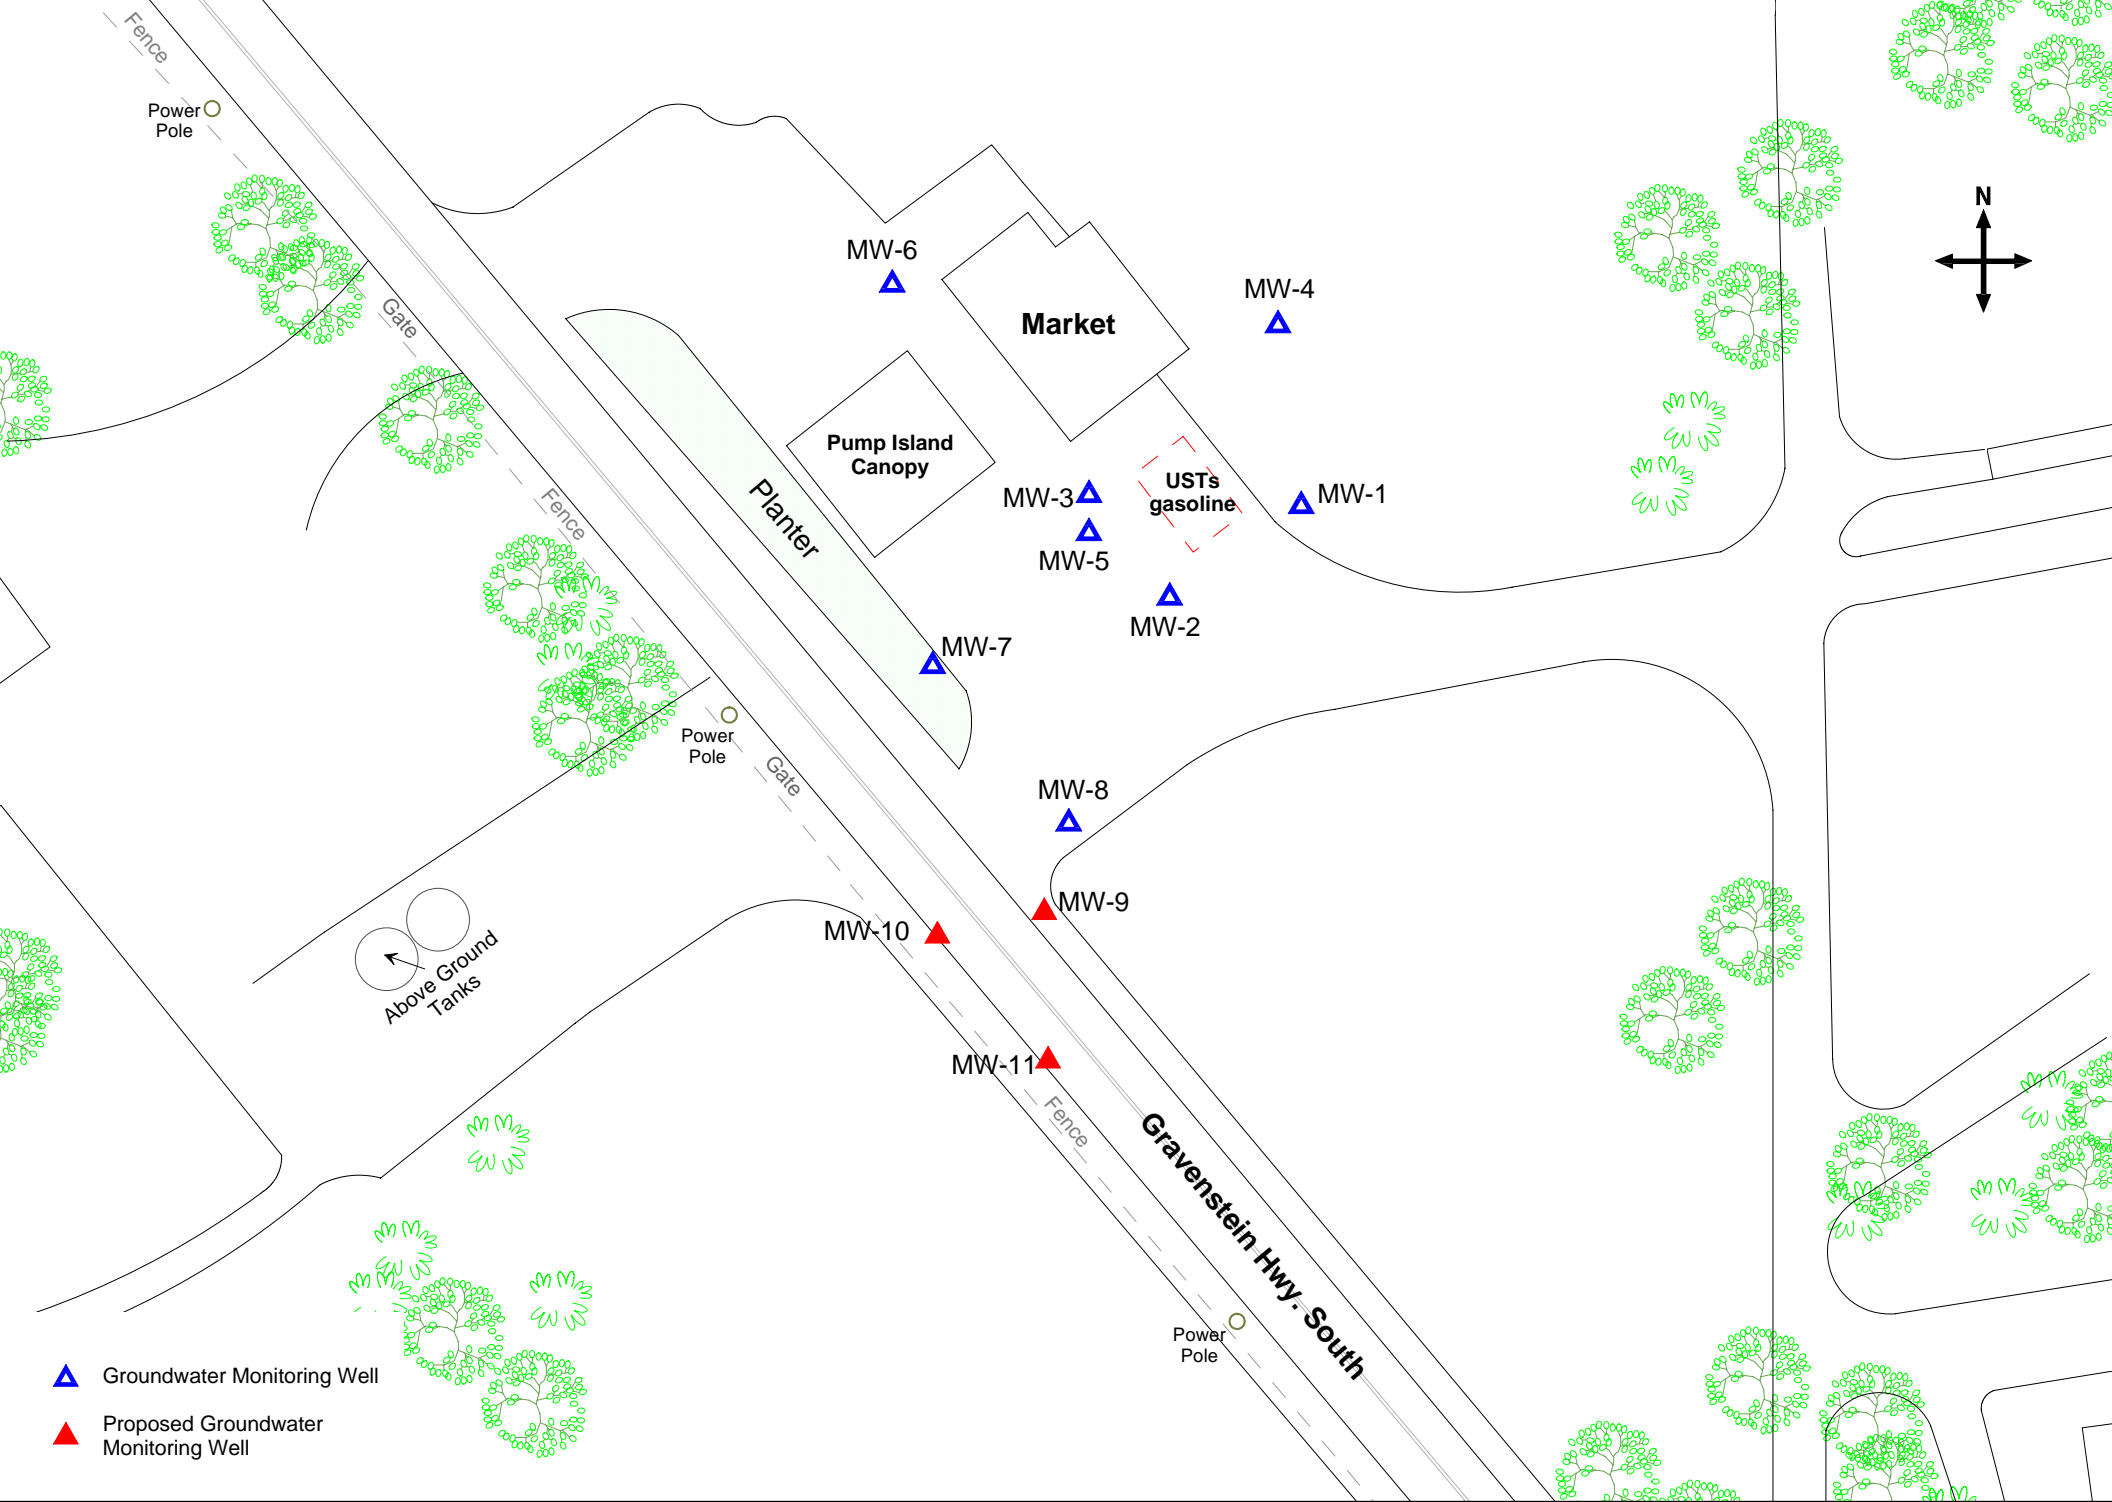 Fence
Power
Pole
N
MW-6
MW-4
Gate
Market
Pump Island
Canopy
USTs
gasoline
MW-3
MW-1
Fence
Planter
MW-5
MW-2
MW-7
Power
Pole
Gate
MW-8
MW-9
MW-10
Above Ground
Tanks
MW-11
Fence
Gravenstein Hwy. South
Power
Pole
Groundwater Monitoring Well
Proposed Groundwater
Monitoring Well